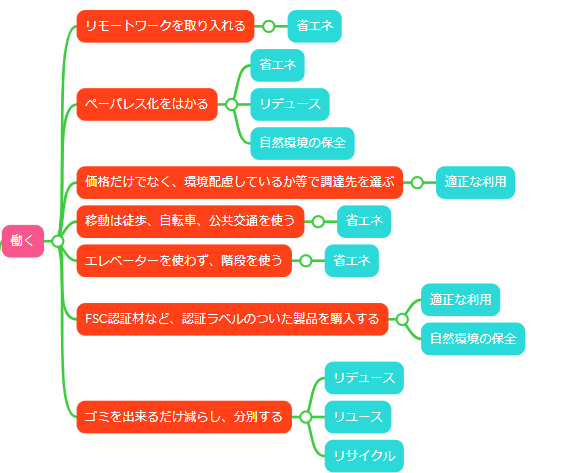 働く
リモートワークを取り入れる
省エネ
ペーパレス化をはかる
省エネ
リデュース
自然環境の保全
価格だけでなく、環境配慮しているか等で調達先を選ぶ
適正な利用
移動は徒歩、自転車、公共交通を使う
省エネ
エレベーターを使わず、階段を使う
省エネ
FSC認証材など、認証ラベルのついた製品を購入する
適正な利用
自然環境の保全
ゴミを出来るだけ減らし、分別する
リデュース
リユース
リサイクル